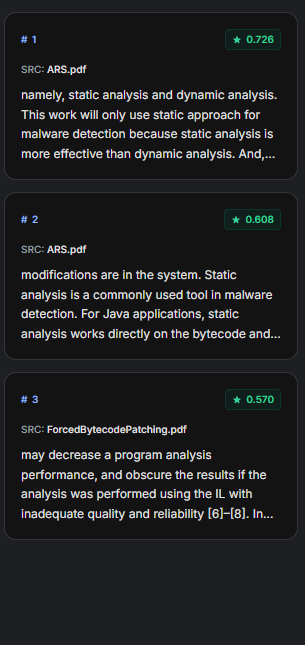 # 1 ★ 0.726
SRC: ARS.pdf
namely, static analysis and dynamic analysis.
This work will only use static approach for
malware detection because static analysis is
more effective than dynamic analysis. And,...
# 2 ★ 0.608
SRC: ARS.pdf
modifications are in the system. Static
analysis is a commonly used tool in malware
detection. For Java applications, static
analysis works directly on the bytecode and...
# 3 ★ 0.570
SRC: ForcedBytecodePatching.pdf
may decrease a program analysis
performance, and obscure the results if the
analysis was performed using the IL with
inadequate quality and reliability [6]–[8]. In...